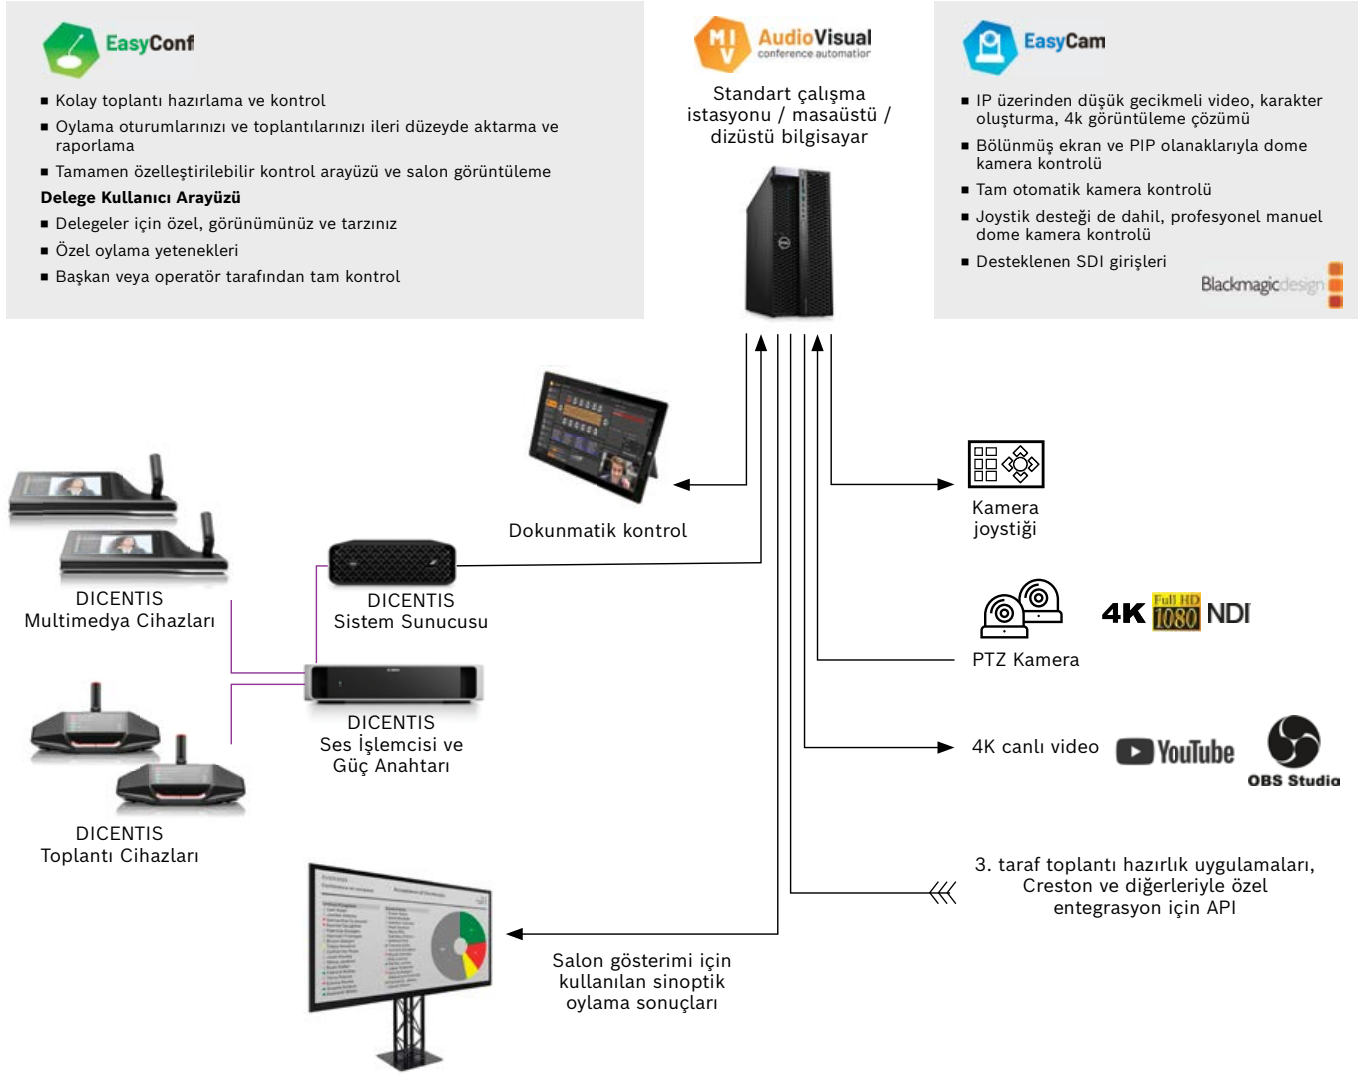 EasyConf
Kolay toplantı hazırlama ve kontrol
Oylama oturumlarınızı ve toplantılarınızı ileri düzeyde aktarma ve
raporlama
Tamamen özelleştirilebilir kontrol arayüzü ve salon görüntüleme
Delege Kullanıcı Arayüzü
Delegeler için özel, görünümünüz ve tarzınız
Özel oylama yetenekleri
Başkan veya operatör tarafından tam kontrol
MIV
AudioVisual
conference automation
Standart çalışma
istasyonu / masaüstü /
dizüstü bilgisayar
EasyCam
IP üzerinden düşük gecikmeli video, karakter
oluşturma, 4k görüntüleme çözümü
Bölünmüş ekran ve PIP olanaklarıyla dome
kamera kontrolü
Tam otomatik kamera kontrolü
Joystik desteği de dahil, profesyonel manuel
dome kamera kontrolü
Desteklenen SDI girişleri
Blackmagicdesign
Dokunmatik kontrol
Kamera
joystiği
DICENTIS
Multimedya Cihazları
DICENTIS
Sistem Sunucusu
4K
Full HD
1080
NDI
PTZ Kamera
DICENTIS
Ses İşlemcisi ve
Güç Anahtarı
4K canlı video
YouTube
OBS Studio
DICENTIS
Toplantı Cihazları
3. taraf toplantı hazırlık uygulamaları,
Creston ve diğerleriyle özel
entegrasyon için API
Salon gösterimi için
kullanılan sinoptik
oylama sonuçları